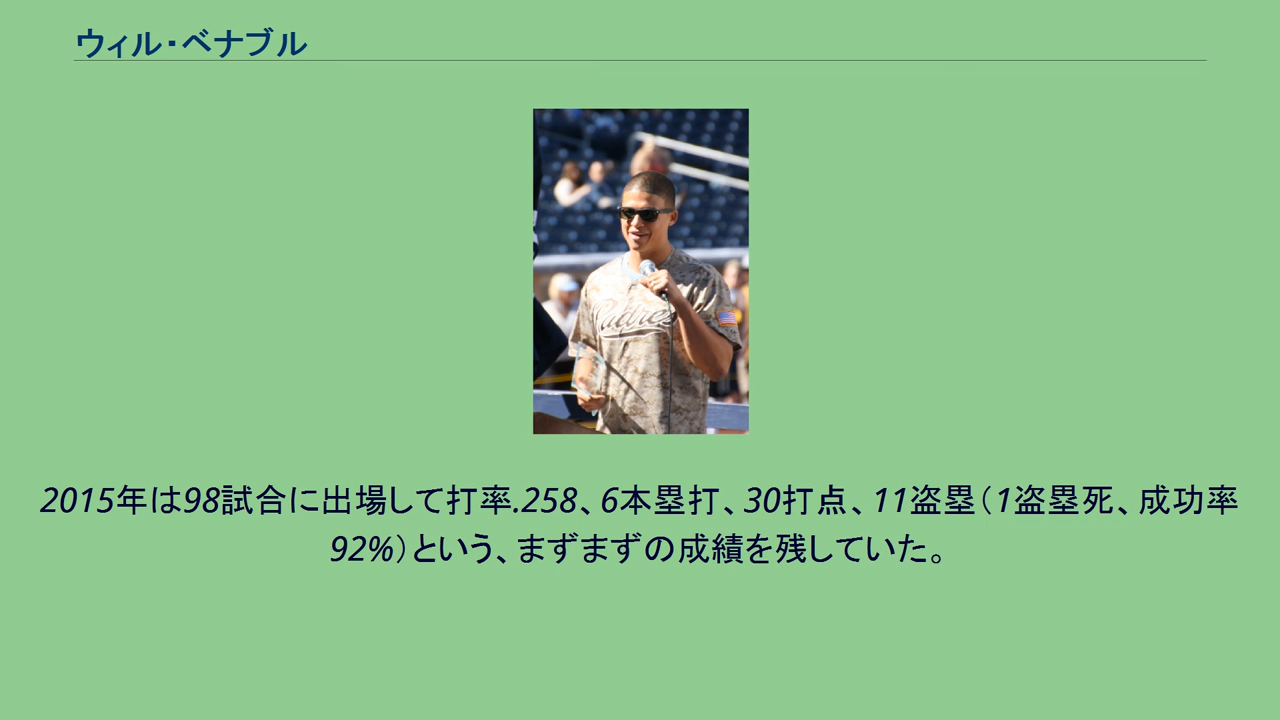 ウィル・ベナブル
Padres
2015年は98試合に出場して打率.258、6本塁打、30打点、11盗塁（1盗塁死、成功率
92%）という、まずまずの成績を残していた。